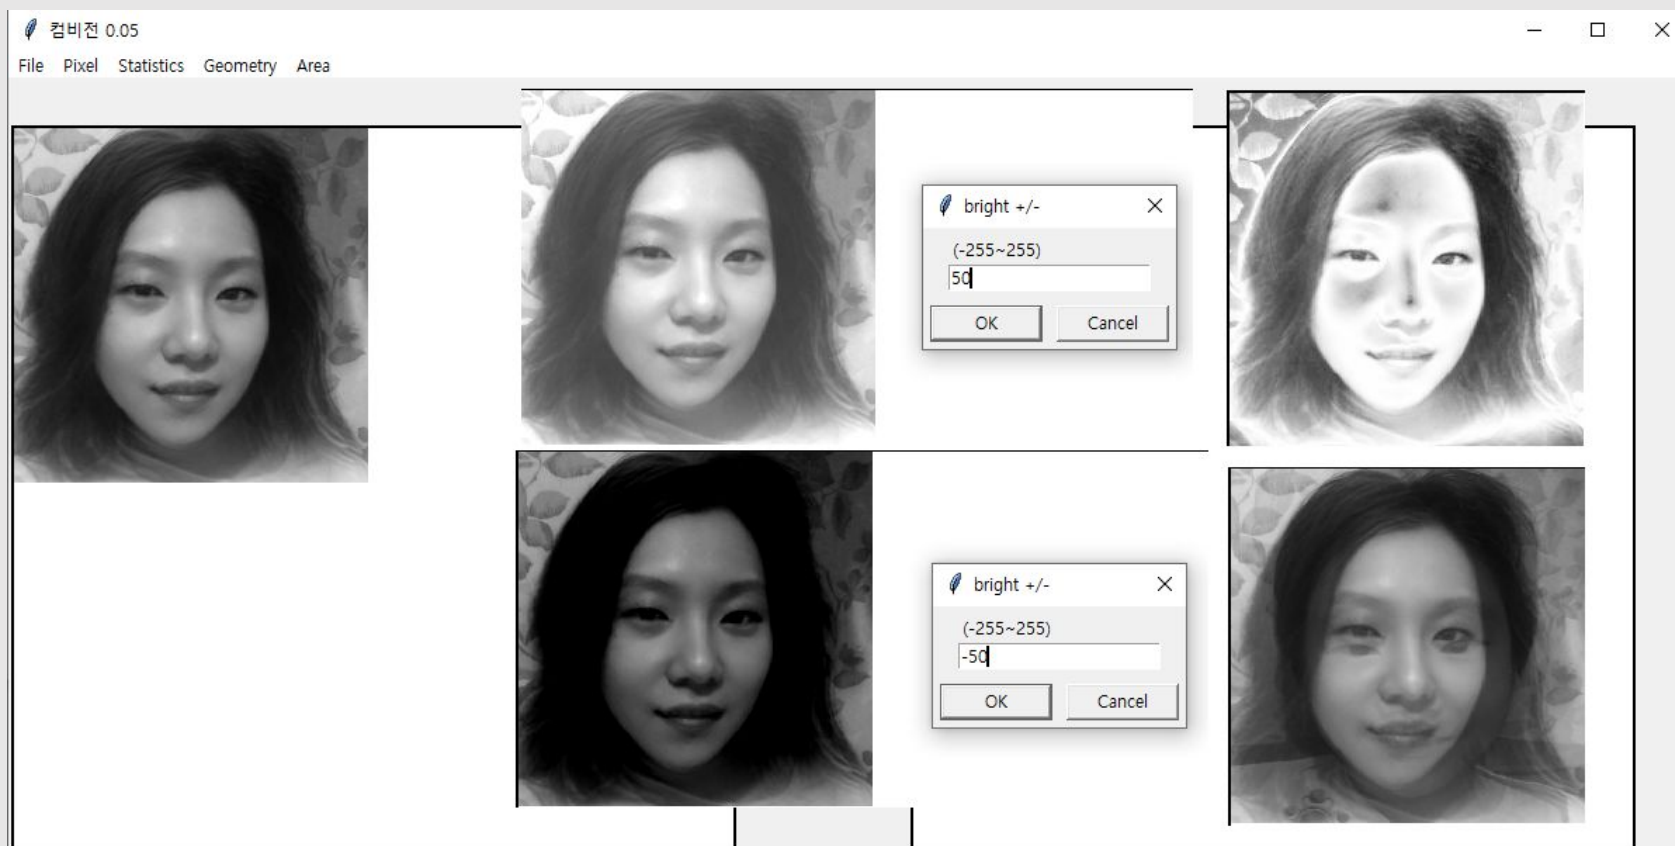 컴비전 0.05
File Pixel Statistics Geometry Area
bright +/-
(-255~255)
50
OK Cancel
bright +/-
(-255~255)
-50
OK Cancel